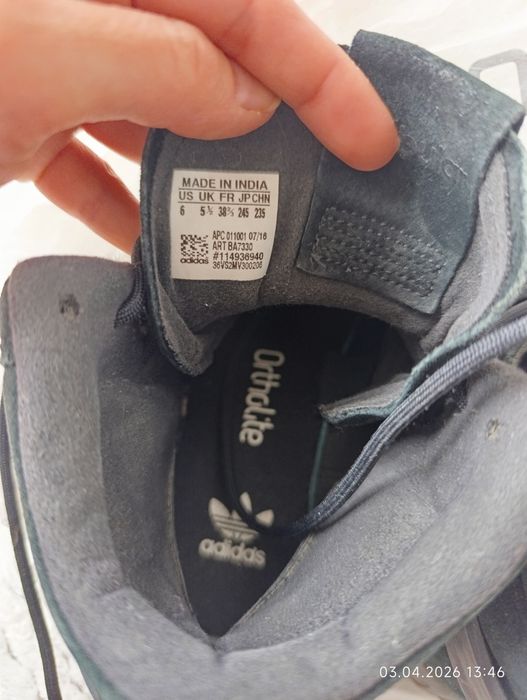 MADE IN INDIA
US UK FR JP CHN
6 5½ 38⅔ 245 235
APC 011001 07/16
ART BA7330
#114936940
36VS2MV300206
adidas
Ortholite
adidas
03.04.2026 13:46